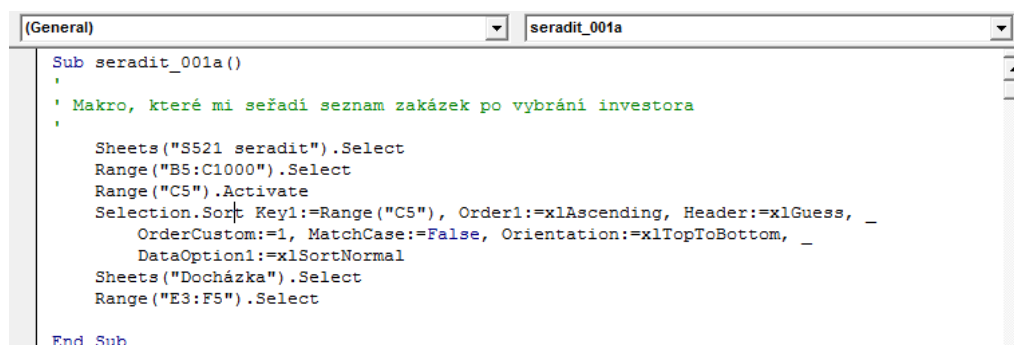 (General) seradit_001a
Sub seradit_001a()
'
' Makro, které mi seřadí seznam zakázek po vybrání investora
'
Sheets("S521 seradit").Select
Range("B5:C1000").Select
Range("C5").Activate
Selection.Sort Key1:=Range("C5"), Order1:=xlAscending, Header:=xlGuess, _
OrderCustom:=1, MatchCase:=False, Orientation:=xlTopToBottom, _
DataOption1:=xlSortNormal
Sheets("Docházka").Select
Range("E3:F5").Select
End Sub